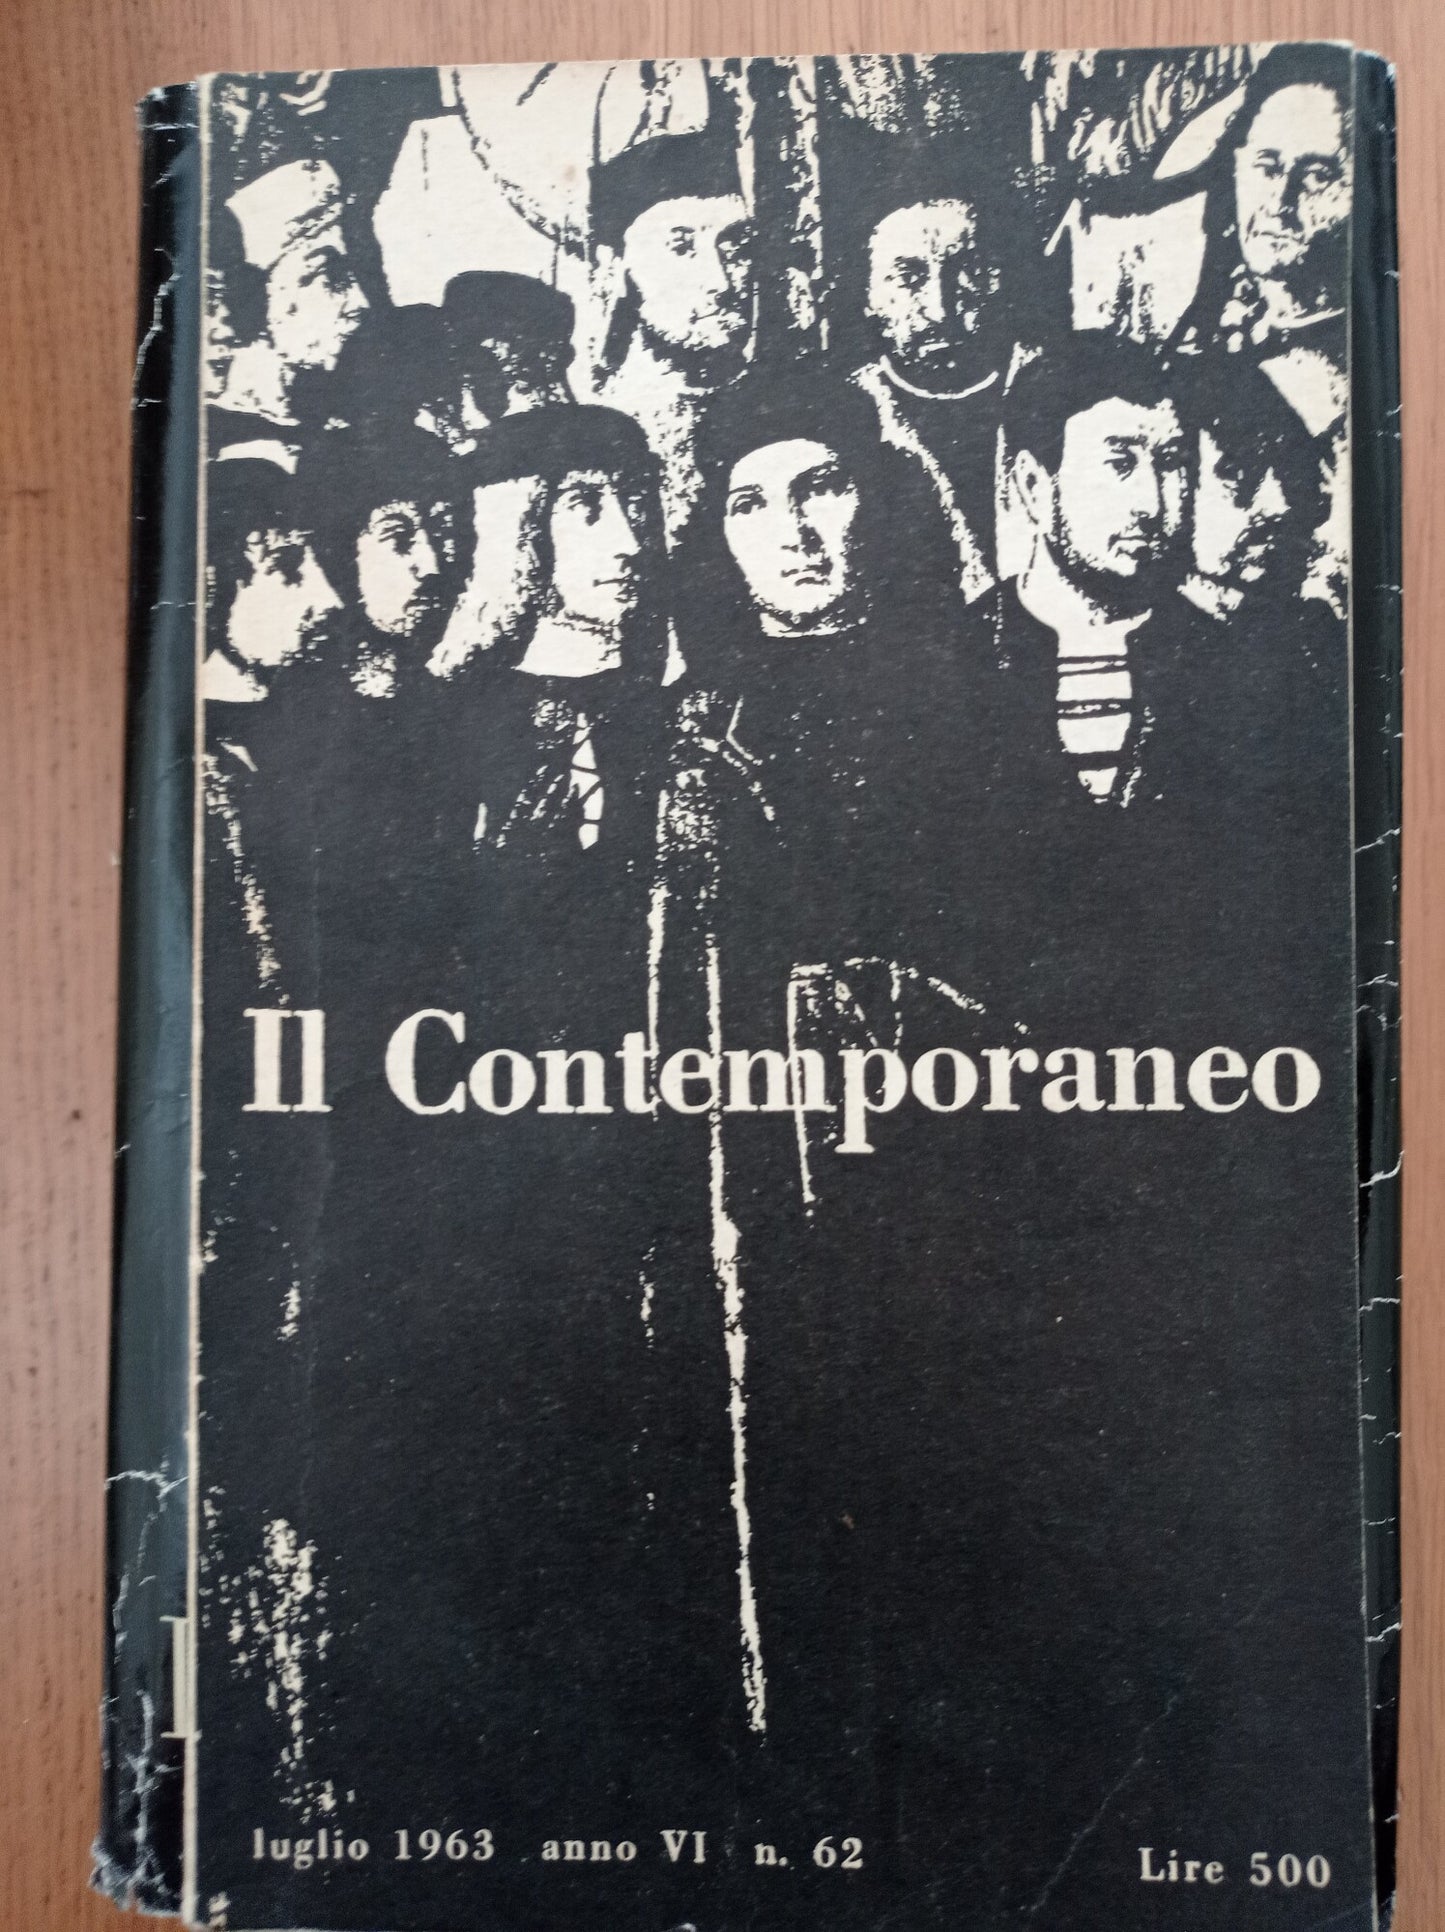 Il Contemporaneo
luglio 1963 anno VI n. 62
Lire 500